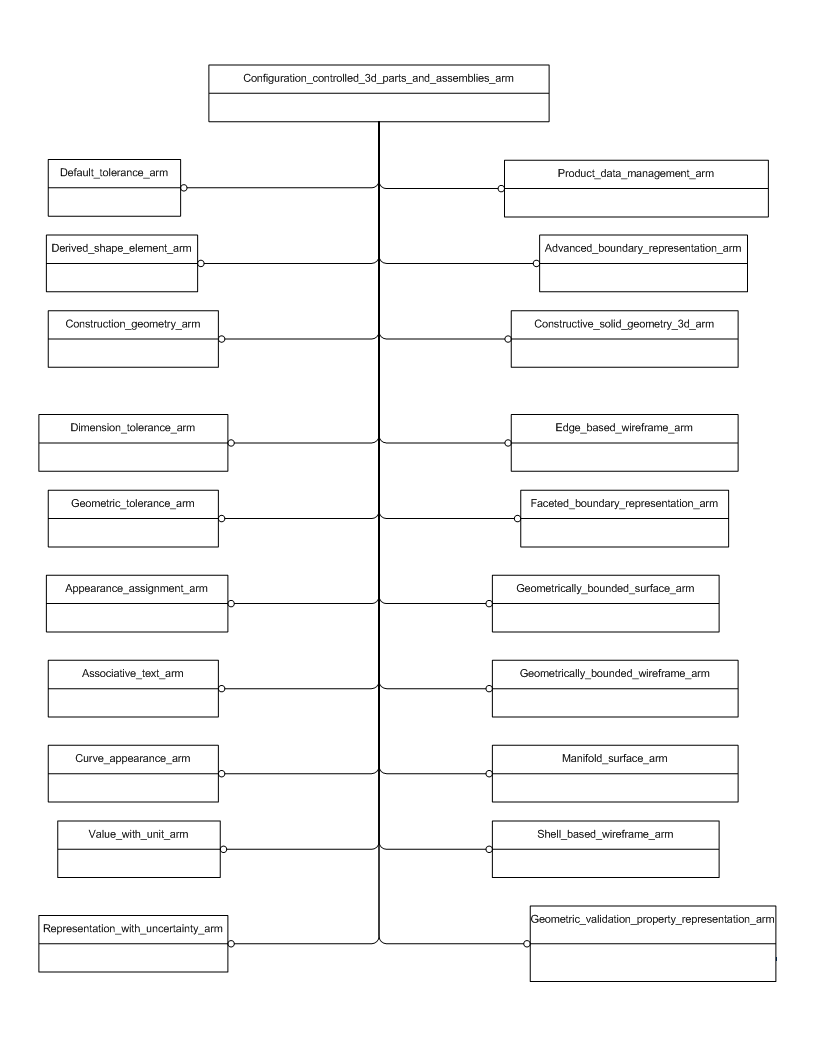 Configuration_controlled_3d_parts_and_assemblies_arm
Default_tolerance_arm
Product_data_management_arm
Derived_shape_element_arm
Advanced_boundary_representation_arm
Construction_geometry_arm
Constructive_solid_geometry_3d_arm
Dimension_tolerance_arm
Edge_based_wireframe_arm
Geometric_tolerance_arm
Faceted_boundary_representation_arm
Appearance_assignment_arm
Geometrically_bounded_surface_arm
Associative_text_arm
Geometrically_bounded_wireframe_arm
Curve_appearance_arm
Manifold_surface_arm
Value_with_unit_arm
Shell_based_wireframe_arm
Representation_with_uncertainty_arm
Geometric_validation_property_representation_arm